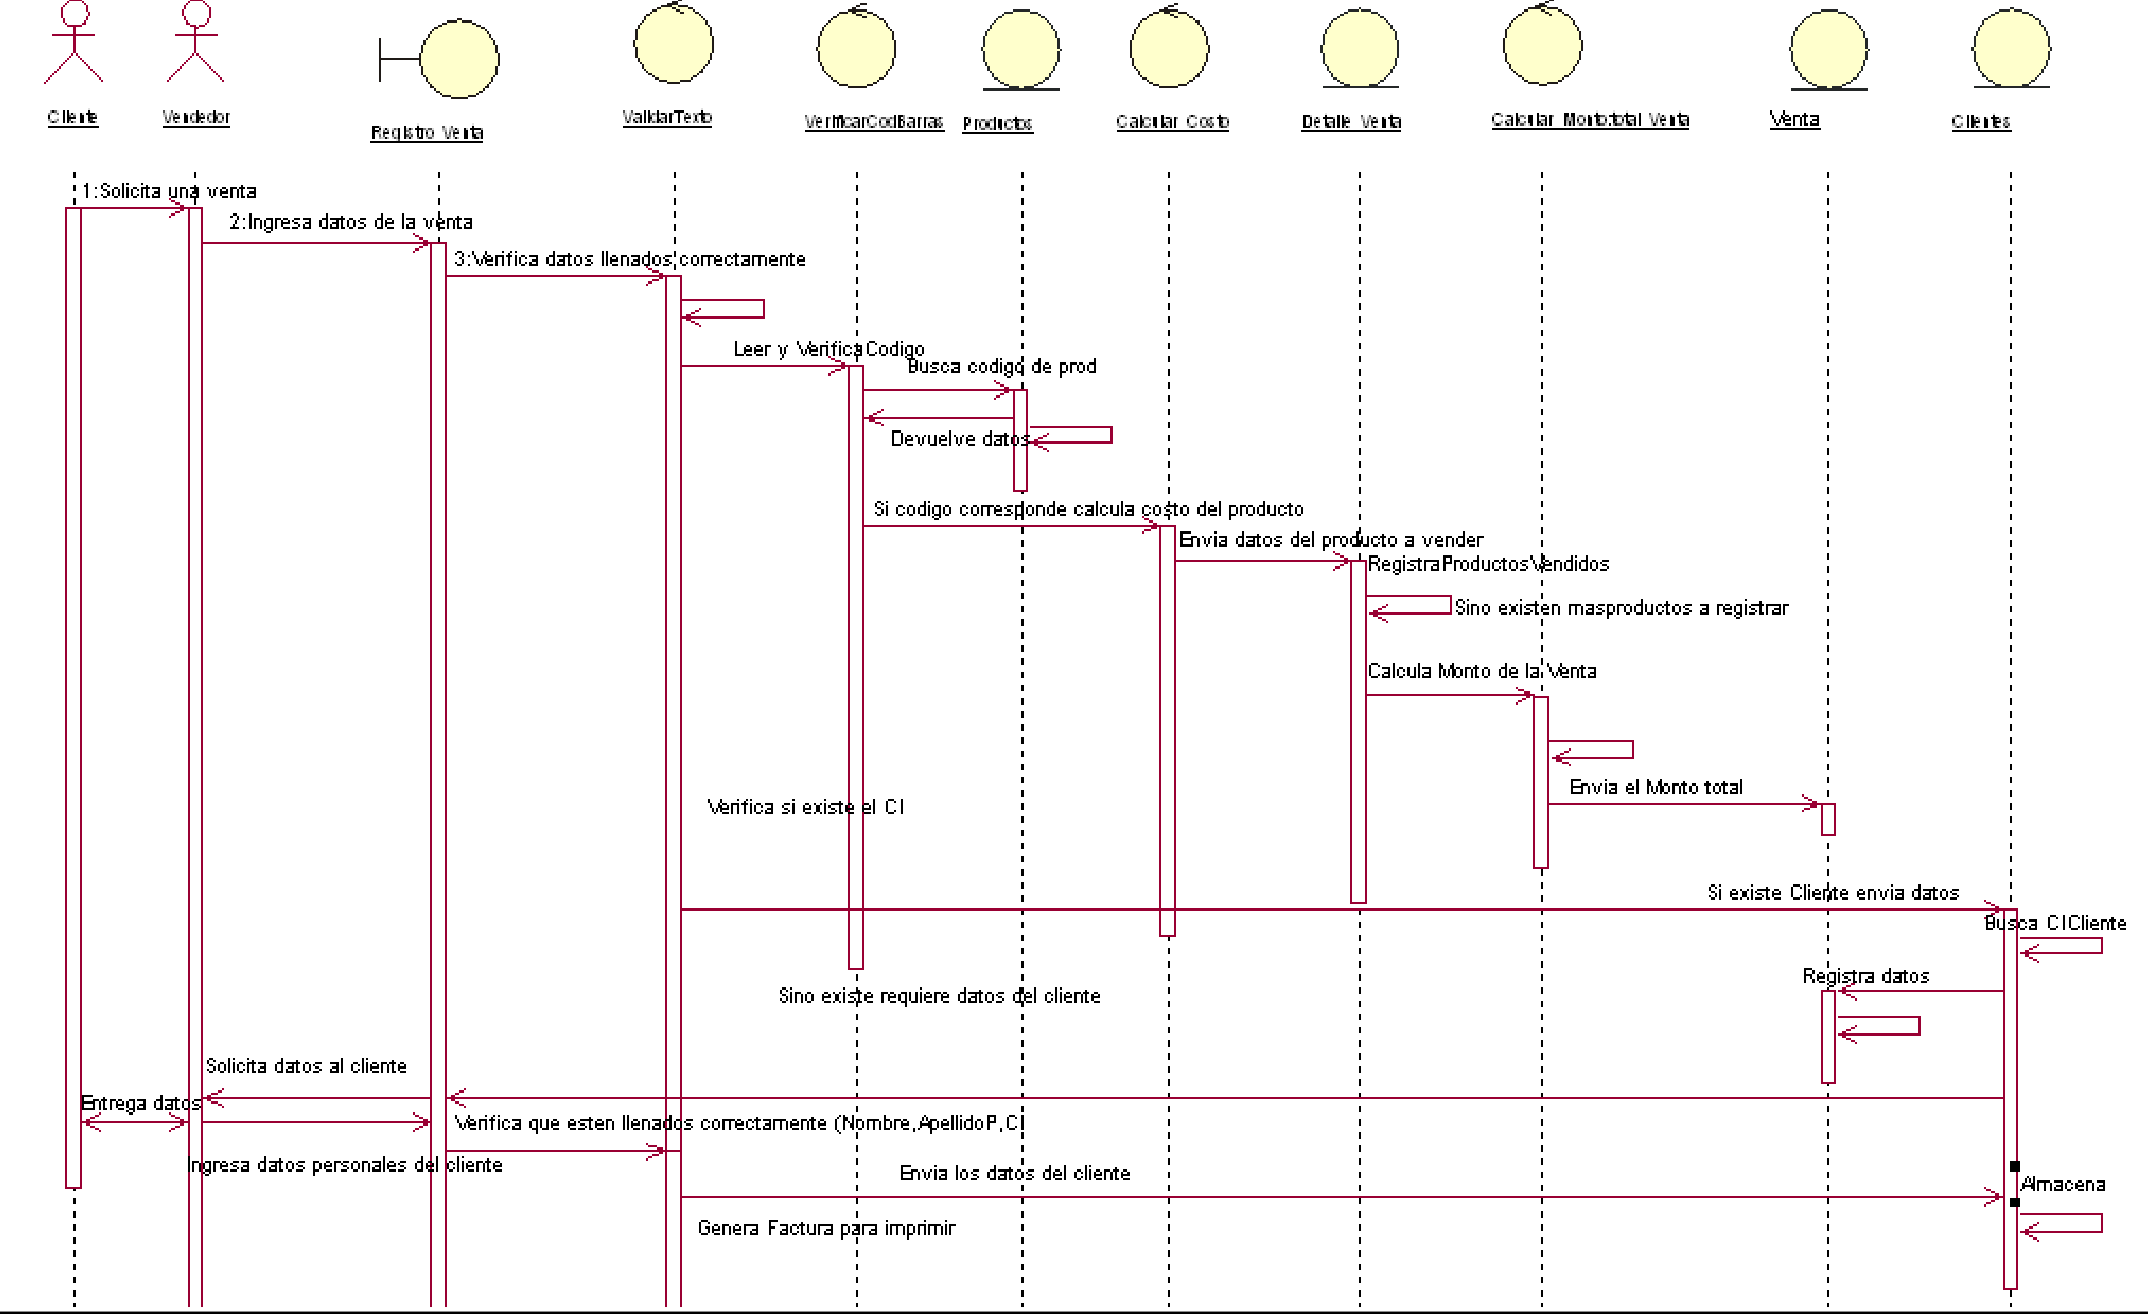 Cliente
Vendedor
Registro Venta
ValidarTexto
VerificarCodBarras
Productos
Calcular Costo
Detalle Venta
Calcular Montototal Venta
Venta
Clientes
1:Solicita una venta
2:Ingresa datos de la venta
3:Verifica datos llenados correctamente
Leer y VerificaCodigo
Busca codigo de prod
Devuelve datos
Si codigo corresponde calcula costo del producto
Envia datos del producto a vender
RegistraProductosVendidos
Sino existen masproductos a registrar
Calcula Monto de la Venta
Envia el Monto total
Verifica si existe el CI
Si existe Cliente envia datos
Busca CICliente
Registra datos
Sino existe requiere datos del cliente
Solicita datos al cliente
Entrega datos
Verifica que esten llenados correctamente (Nombre,ApellidoP,CI
Ingresa datos personales del cliente
Envia los datos del cliente
Almacena
Genera Factura para imprimir